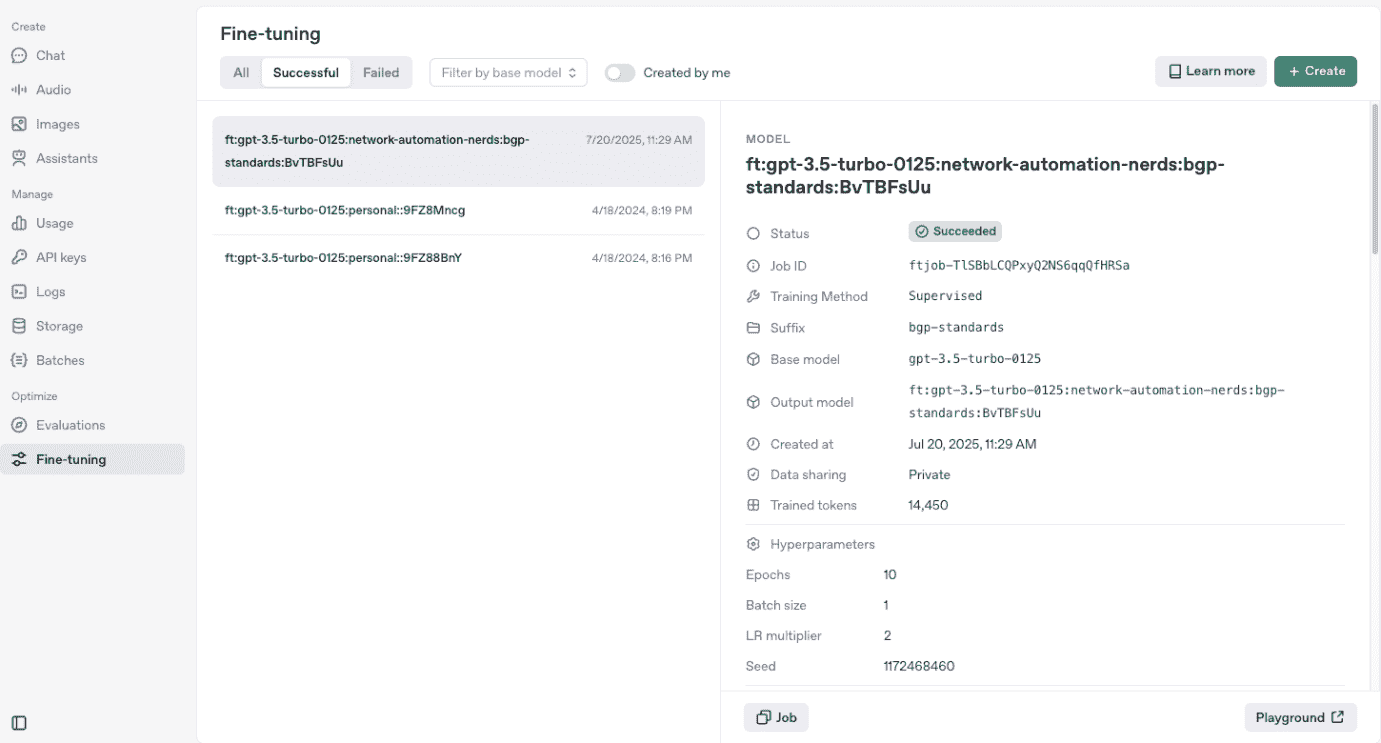 Create
Chat
Audio
Images
Assistants
Manage
Usage
API keys
Logs
Storage
Batches
Optimize
Evaluations
Fine-tuning
Fine-tuning
All Successful Failed Filter by base model Created by me Learn more + Create
ft:gpt-3.5-turbo-0125:network-automation-nerds:bgp- 7/20/2025, 11:29 AM
standards:BvTBFsUu
ft:gpt-3.5-turbo-0125:personal::9FZ8Mncg 4/18/2024, 8:19 PM
ft:gpt-3.5-turbo-0125:personal::9FZ88BnY 4/18/2024, 8:16 PM
MODEL
ft:gpt-3.5-turbo-0125:network-automation-nerds:bgp-
standards:BvTBFsUu
Status Succeeded
Job ID ftjob-TlSBbLCQPxyQ2NS6qqQfHRSa
Training Method Supervised
Suffix bgp-standards
Base model gpt-3.5-turbo-0125
Output model ft:gpt-3.5-turbo-0125:network-automation-nerds:bgp-
standards:BvTBFsUu
Created at Jul 20, 2025, 11:29 AM
Data sharing Private
Trained tokens 14,450
Hyperparameters
Epochs 10
Batch size 1
LR multiplier 2
Seed 1172468460
Job Playground